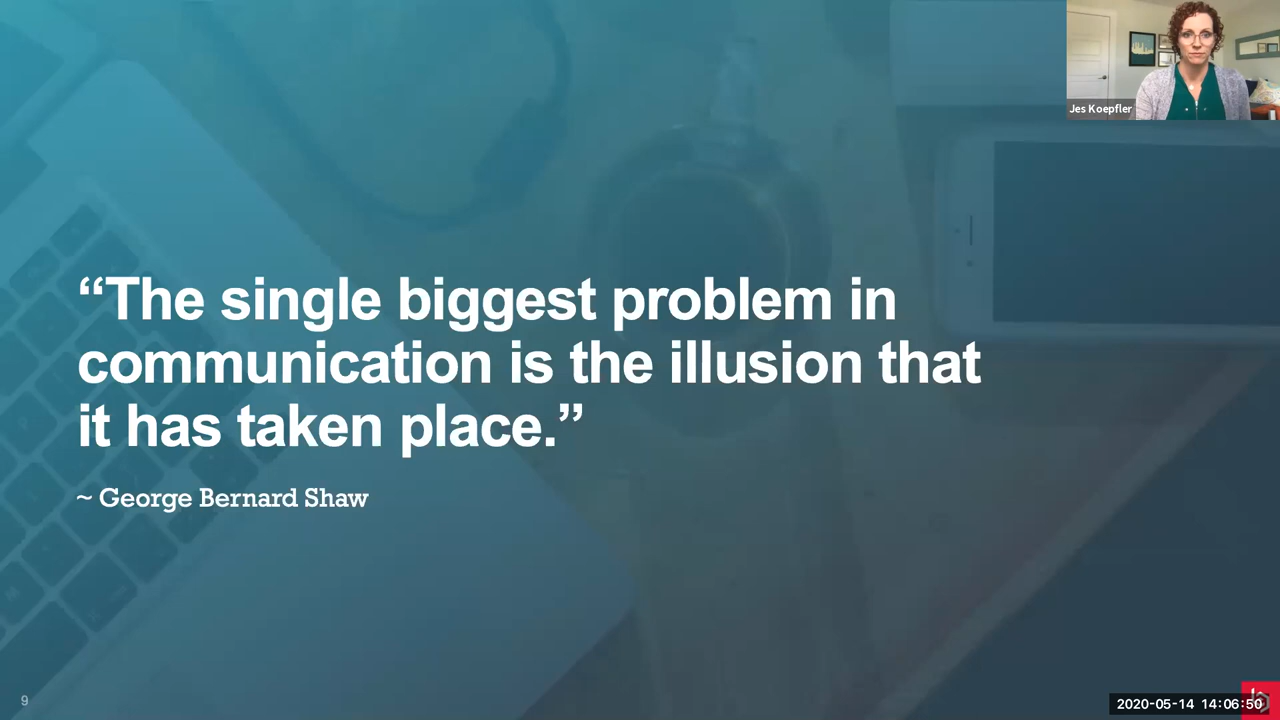 Jes Koepfler
“The single biggest problem in
communication is the illusion that
it has taken place.”
~ George Bernard Shaw
9
2020-05-14 14:06:50